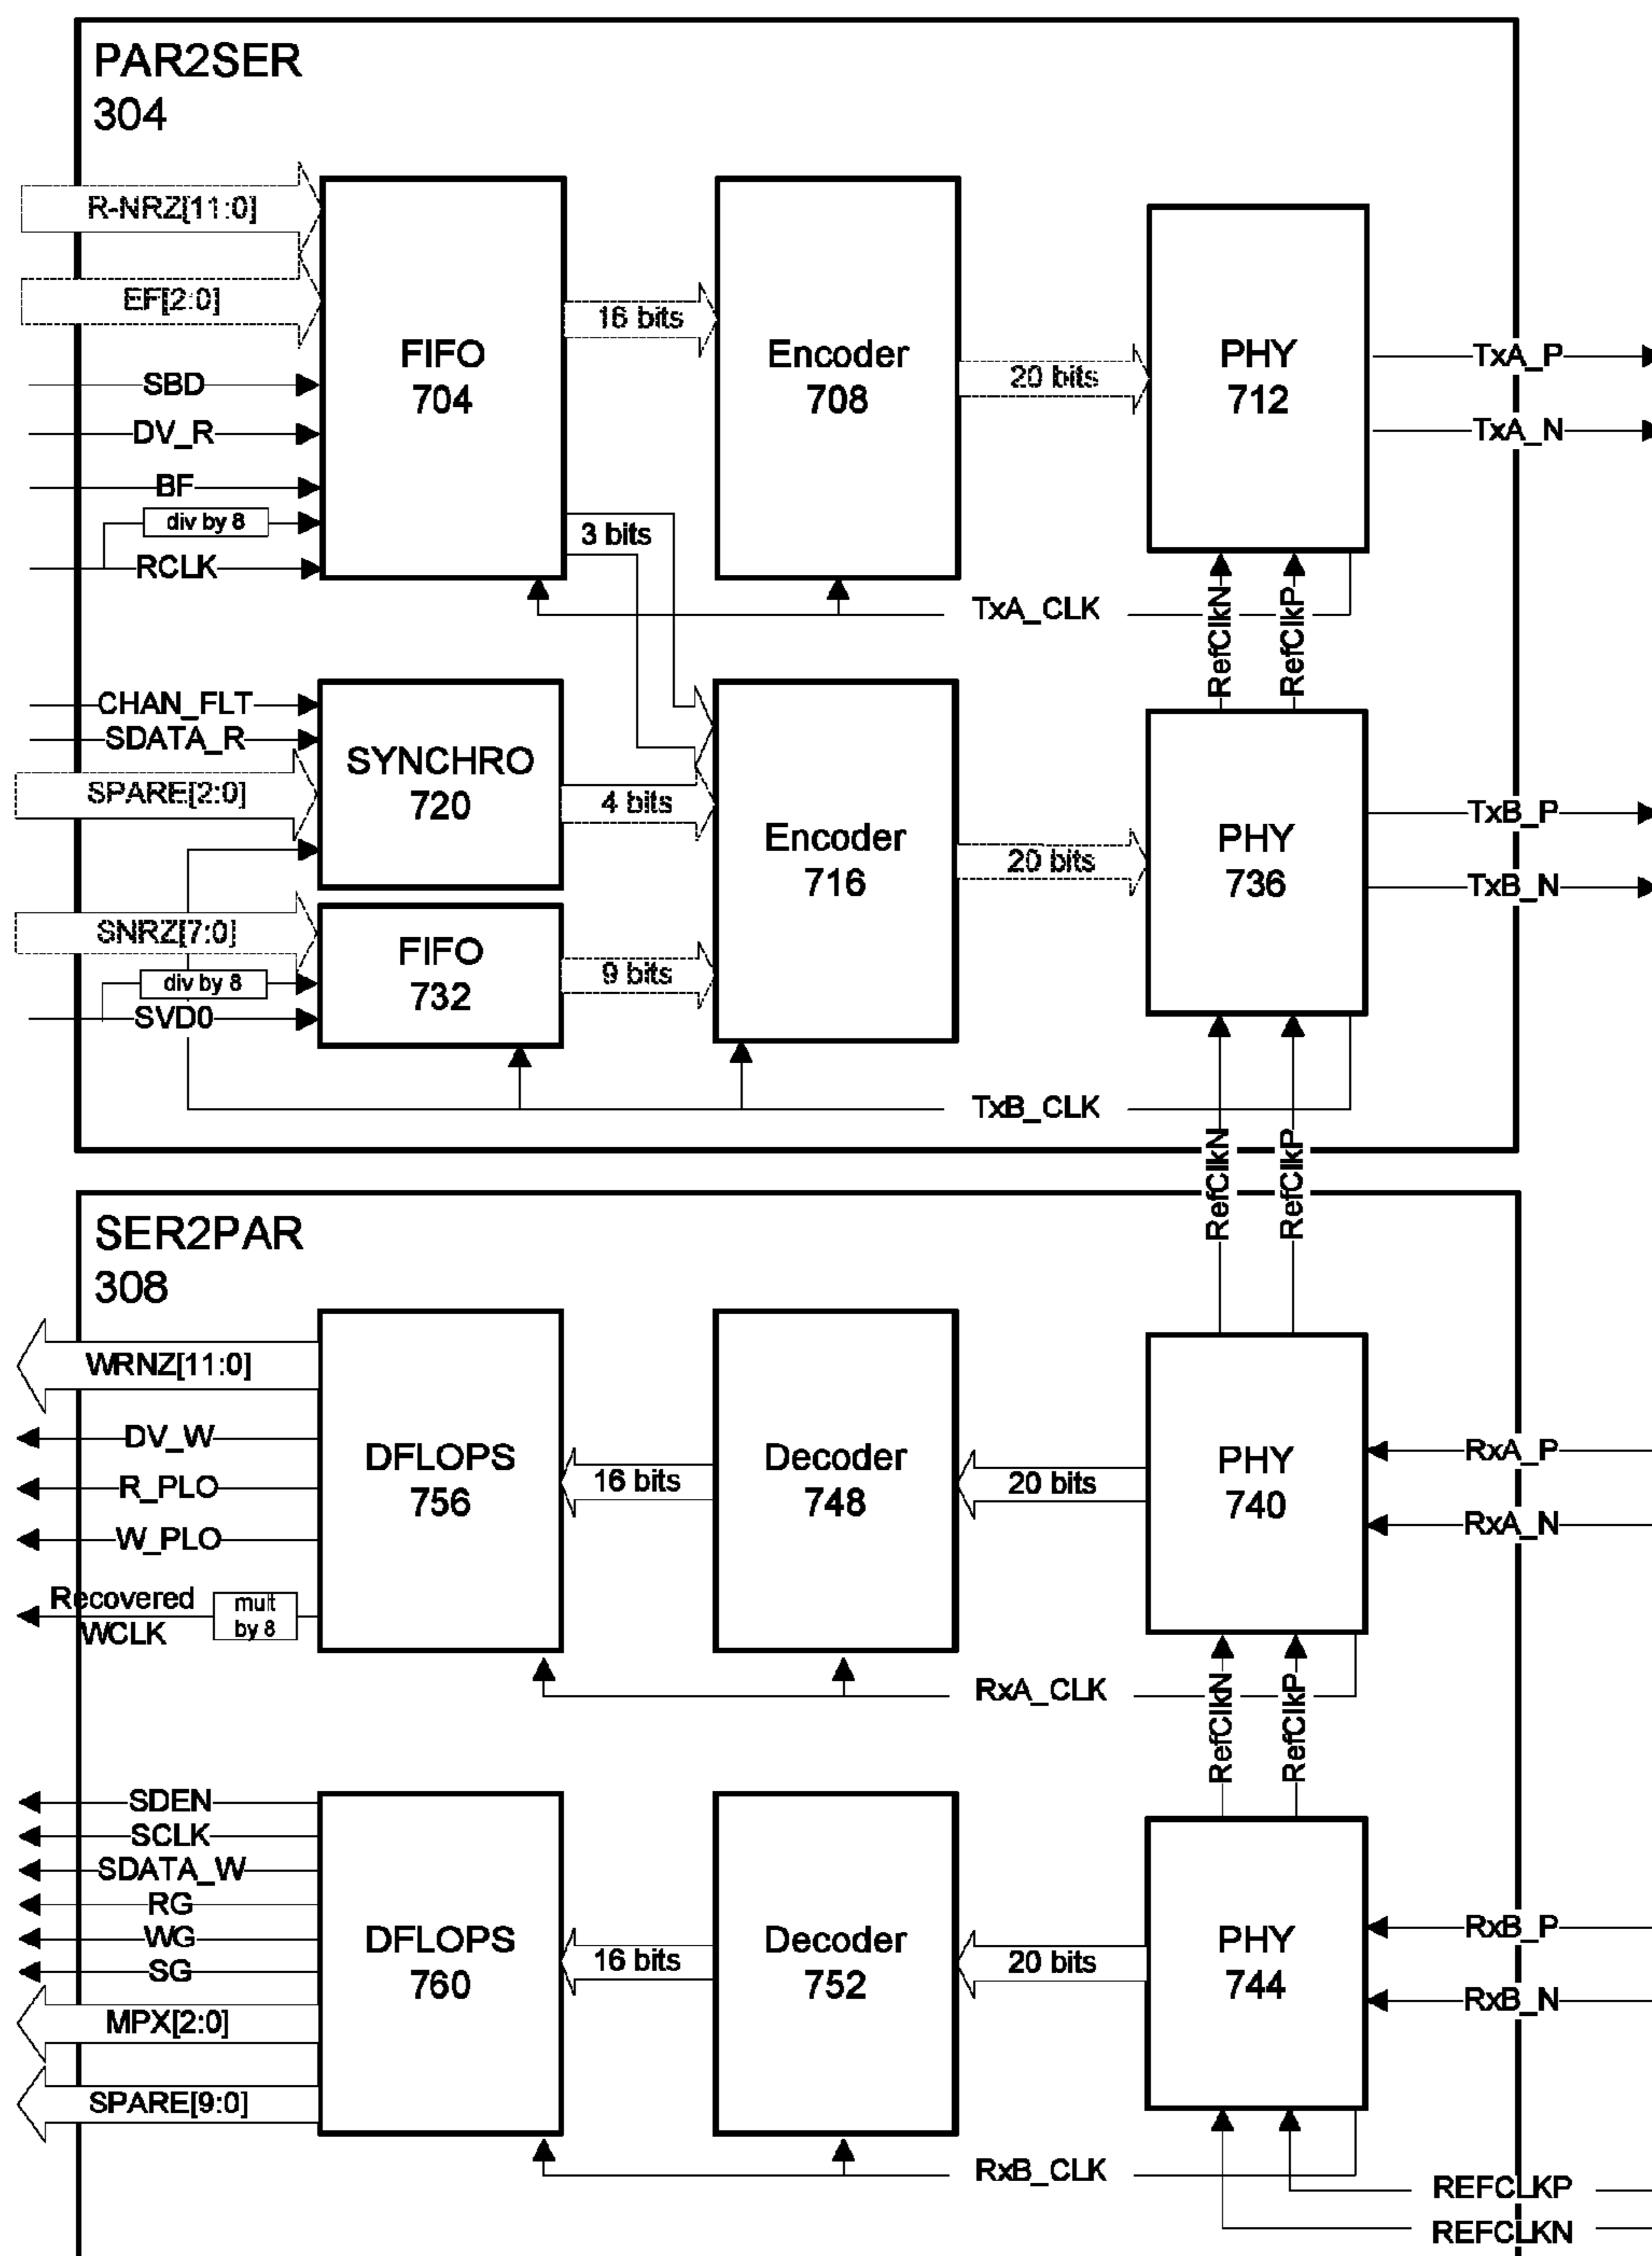 PAR2SER
304
R-NRZ[11:0]
EF[2:0]
SBD
DV_R
BF
div by 8
RCLK
FIFO
704
16 bits
3 bits
Encoder
708
20 bits
PHY
712
TxA_P
TxA_N
TxA_CLK
RefClkN
RefClkP
CHAN_FLT
SDATA_R
SPARE[2:0]
SYNCHRO
720
4 bits
SNRZ[7:0]
div by 8
SVD0
FIFO
732
9 bits
Encoder
716
20 bits
PHY
736
TxB_P
TxB_N
TxB_CLK
RefClkN
RefClkP
SER2PAR
308
WRNZ[11:0]
DV_W
R_PLO
W_PLO
Recovered
WCLK
mult
by 8
DFLOPS
756
16 bits
Decoder
748
20 bits
PHY
740
RxA_P
RxA_N
RxA_CLK
RefClkN
RefClkP
SDEN
SCLK
SDATA_W
RG
WG
SG
MPX[2:0]
SPARE[9:0]
DFLOPS
760
16 bits
Decoder
752
20 bits
PHY
744
RxB_P
RxB_N
RxB_CLK
REFCLKP
REFCLKN